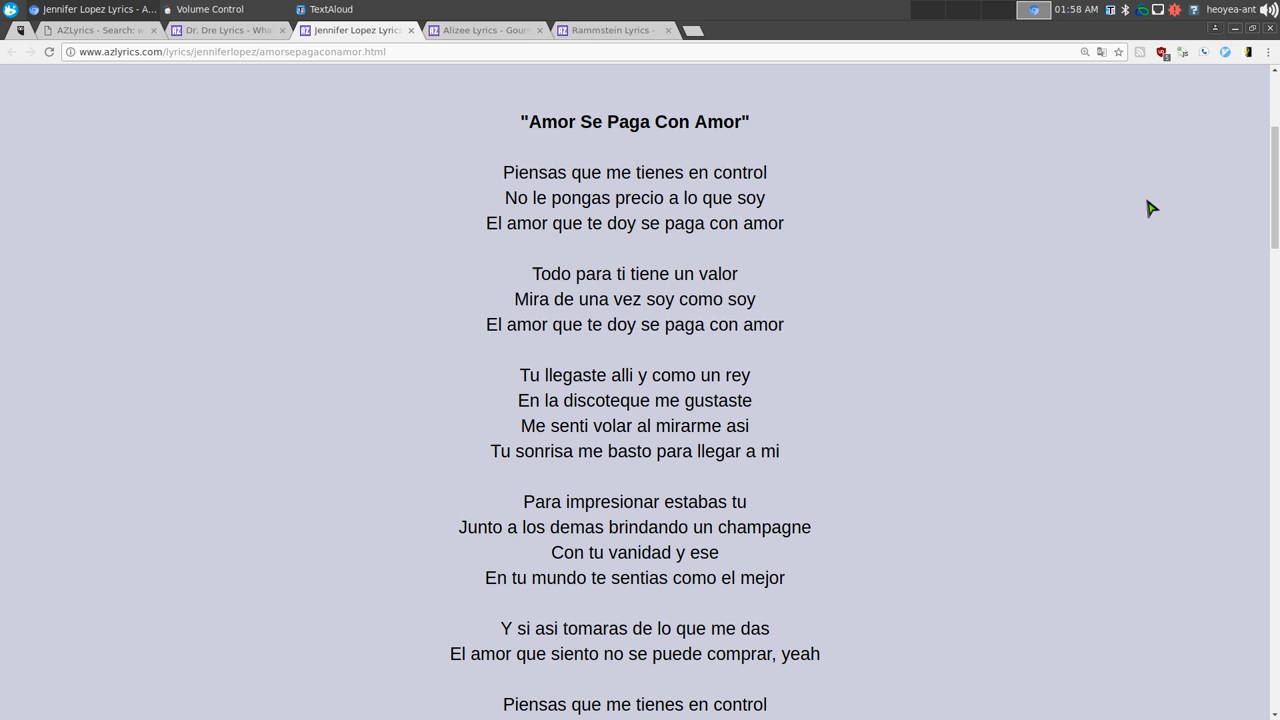 Jennifer Lopez Lyrics - A...
Volume Control
TextAloud
01:58 AM
heoyea-ant
AZLyrics - Search: w
Dr. Dre Lyrics - Wha
Jennifer Lopez Lyrics
Alizee Lyrics - Gour
Rammstein Lyrics -
www.azlyrics.com/lyrics/jenniferlopez/amorsepagaconamor.html
"Amor Se Paga Con Amor"
Piensas que me tienes en control
No le pongas precio a lo que soy
El amor que te doy se paga con amor
Todo para ti tiene un valor
Mira de una vez soy como soy
El amor que te doy se paga con amor
Tu llegaste alli y como un rey
En la discoteque me gustaste
Me senti volar al mirarme asi
Tu sonrisa me basto para llegar a mi
Para impresionar estabas tu
Junto a los demas brindando un champagne
Con tu vanidad y ese
En tu mundo te sentias como el mejor
Y si asi tomaras de lo que me das
El amor que siento no se puede comprar, yeah
Piensas que me tienes en control